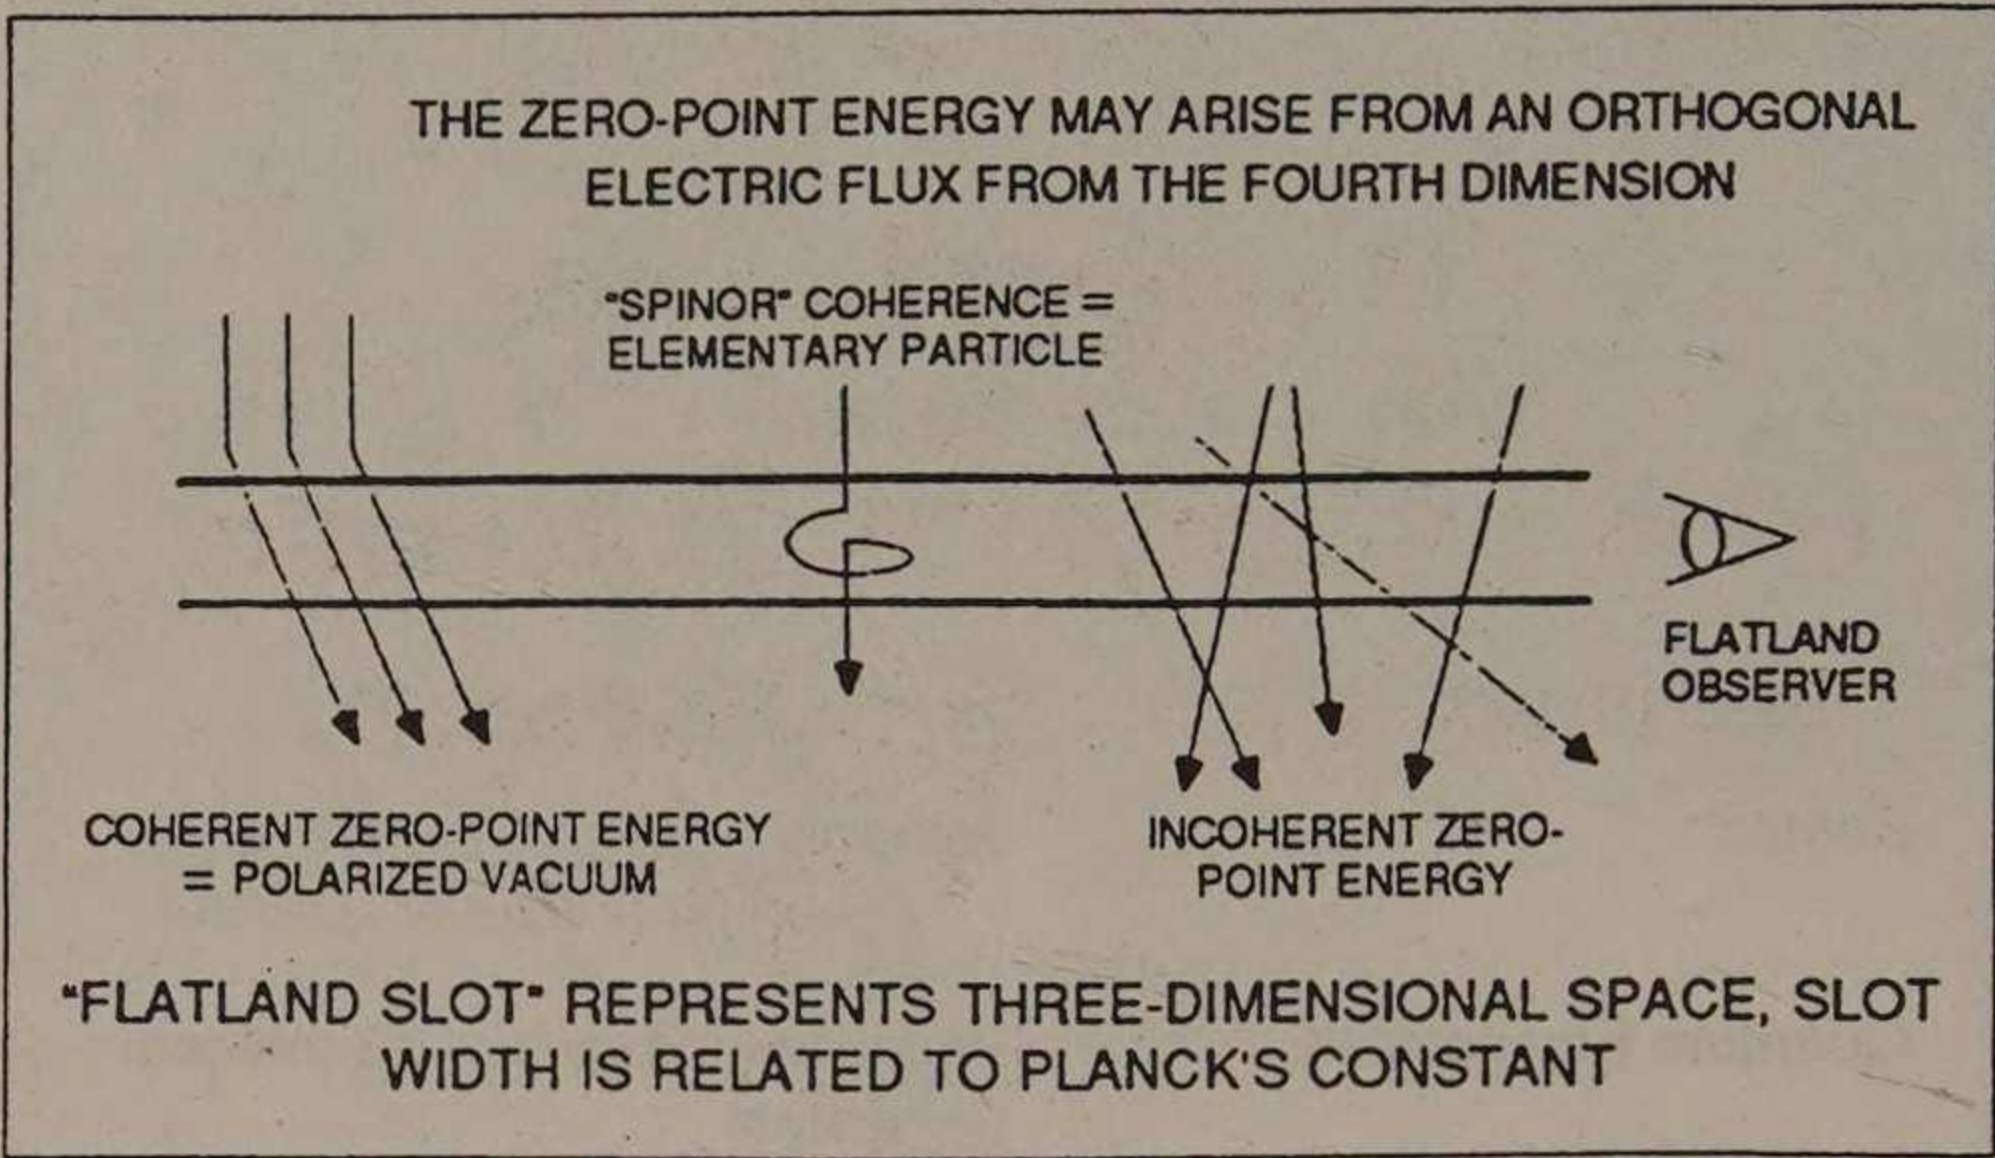 THE ZERO-POINT ENERGY MAY ARISE FROM AN ORTHOGONAL
ELECTRIC FLUX FROM THE FOURTH DIMENSION
"SPINOR" COHERENCE =
ELEMENTARY PARTICLE
FLATLAND
OBSERVER
COHERENT ZERO-POINT ENERGY
= POLARIZED VACUUM
INCOHERENT ZERO-
POINT ENERGY
"FLATLAND SLOT" REPRESENTS THREE-DIMENSIONAL SPACE, SLOT
WIDTH IS RELATED TO PLANCK'S CONSTANT